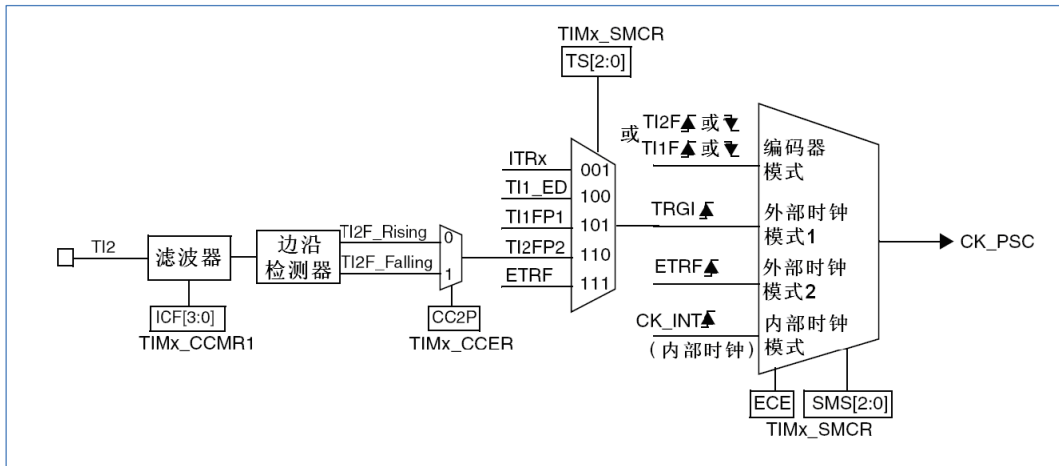 TIMx_SMCR
TS[2:0]
ITRx
TI1_ED
TI1FP1
TI2FP2
ETRF
001
100
101
110
111
TI2
滤波器
ICF[3:0]
TIMx_CCMR1
边沿
检测器
TI2F_Rising
TI2F_Falling
0
1
CC2P
TIMx_CCER
或
TI2F 或
TI1F 或
编码器
模式
TRGI
外部时钟
模式1
ETRF
外部时钟
模式2
CK_INT
(内部时钟)
内部时钟
模式
CK_PSC
ECE
SMS[2:0]
TIMx_SMCR